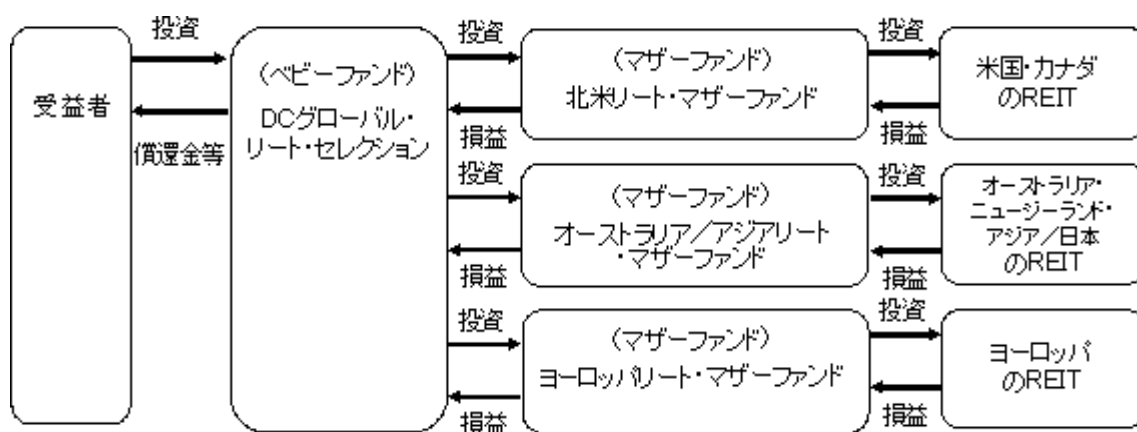 受益者
投資
償還金等
(ベビーファンド)
DCグローバル・
リート・セレクション
投資
損益
(マザーファンド)
北米リート・マザーファンド
投資
損益
米国・カナダ
のREIT
投資
損益
(マザーファンド)
オーストラリア/アジアリート
・マザーファンド
投資
損益
オーストラリア・
ニュージーランド・
アジア/日本
のREIT
投資
損益
(マザーファンド)
ヨーロッパリート・マザーファンド
投資
損益
ヨーロッパ
のREIT